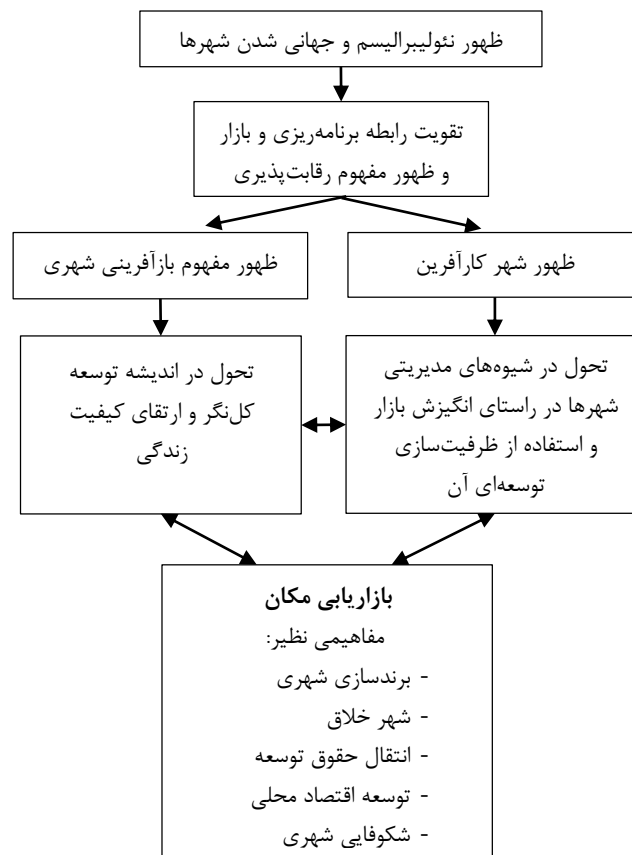 ظهور نئولیبرالیسم و جهانی شدن شهرها
تقویت رابطه برنامه‌ریزی و بازار
و ظهور مفهوم رقابت‌پذیری
ظهور شهر کارآفرین
ظهور مفهوم بازآفرینی شهری
تحول در شیوه‌های مدیریتی
شهرها در راستای انگیزش بازار
و استفاده از ظرفیت‌سازی
توسعه‌ای آن
تحول در اندیشه توسعه
کل‌نگر و ارتقای کیفیت
زندگی
بازاریابی مکان
مفاهیمی نظیر:
- برندسازی شهری
- شهر خلاق
- انتقال حقوق توسعه
- توسعه اقتصاد محلی
- شکوفایی شهری